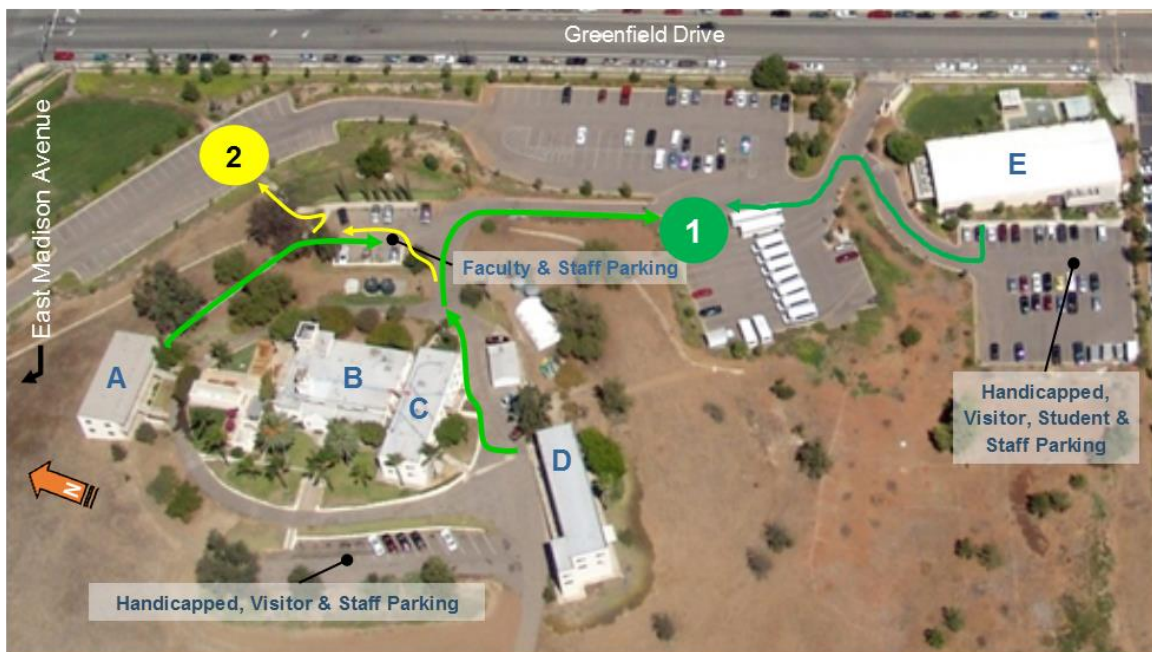 Greenfield Drive
East Madison Avenue
2
E
1
Faculty & Staff Parking
A
B
C
Handicapped,
Visitor, Student &
Staff Parking
D
N
Handicapped, Visitor & Staff Parking